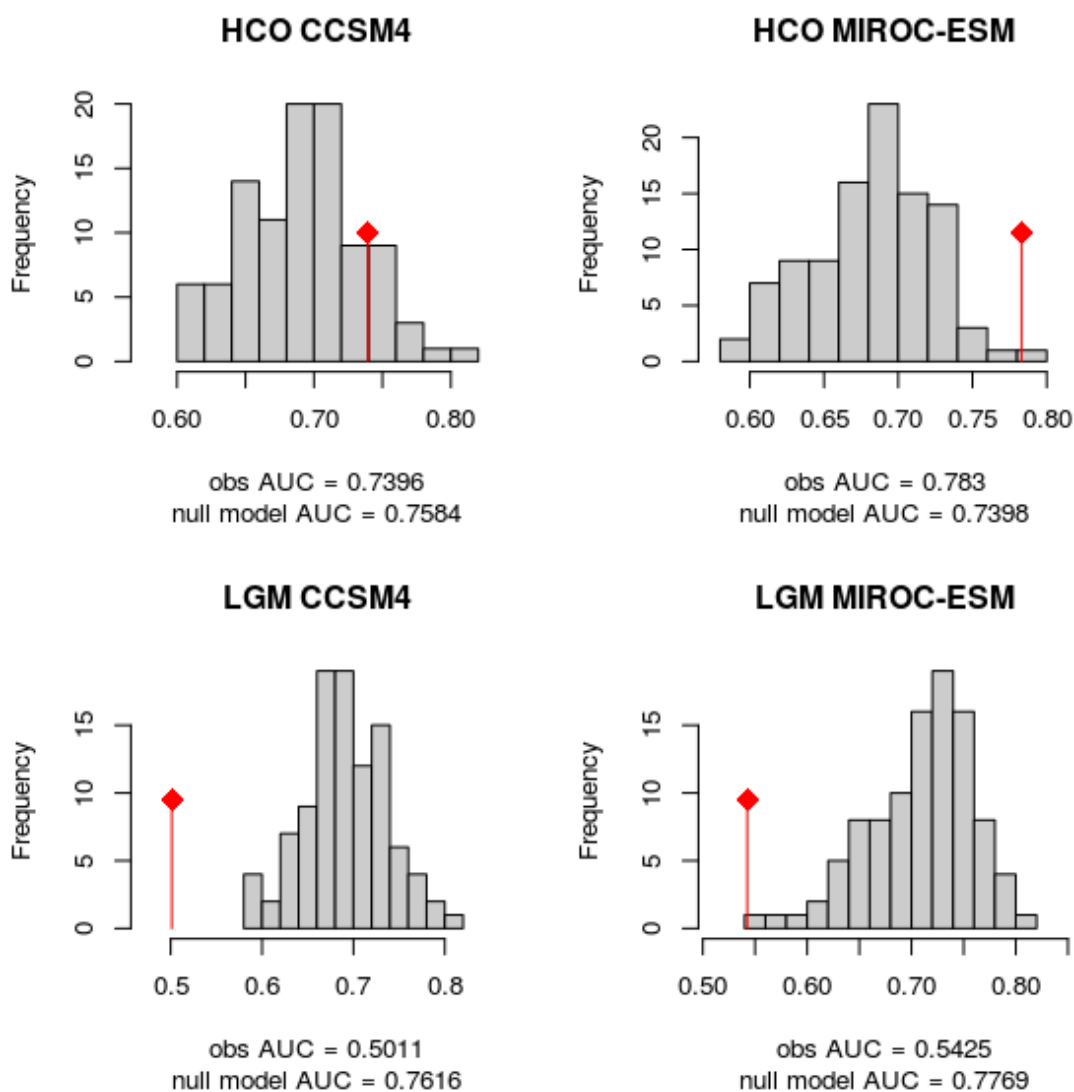 HCO CCSM4
Frequency
0 5 10 15 20
0.60 0.70 0.80
obs AUC = 0.7396
null model AUC = 0.7584
HCO MIROC-ESM
Frequency
0 5 10 15 20
0.60 0.65 0.70 0.75 0.80
obs AUC = 0.783
null model AUC = 0.7398
LGM CCSM4
Frequency
0 5 10 15
0.5 0.6 0.7 0.8
obs AUC = 0.5011
null model AUC = 0.7616
LGM MIROC-ESM
Frequency
0 5 10 15
0.50 0.60 0.70 0.80
obs AUC = 0.5425
null model AUC = 0.7769